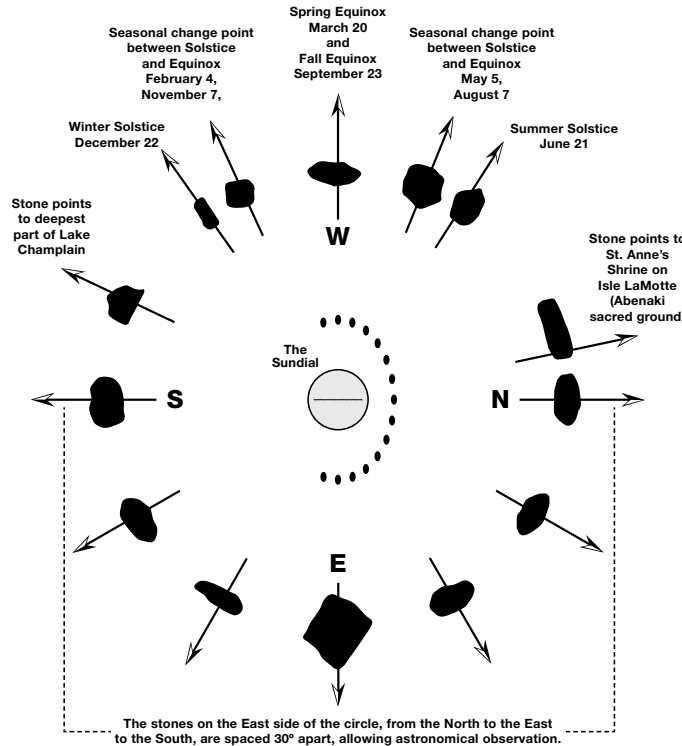 Spring Equinox
March 20
and
Fall Equinox
September 23
Seasonal change point
between Solstice
and Equinox
February 4,
November 7,
Seasonal change point
between Solstice
and Equinox
May 5,
August 7
Winter Solstice
December 22
Summer Solstice
June 21
Stone points
to deepest
part of Lake
Champlain
W
Stone points to
St. Anne's
Shrine on
Isle LaMotte
(Abenaki
sacred ground
The
Sundial
S
N
E
The stones on the East side of the circle, from the North to the East
to the South, are spaced 30º apart, allowing astronomical observation.